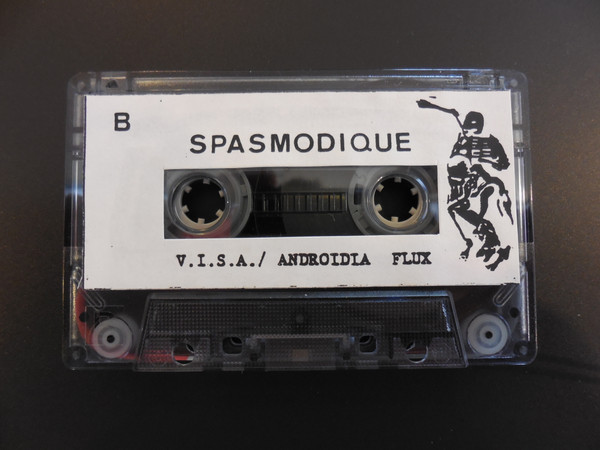 B
SPASMODIQUE
V.I.S.A./ ANDROIDIA FLUX